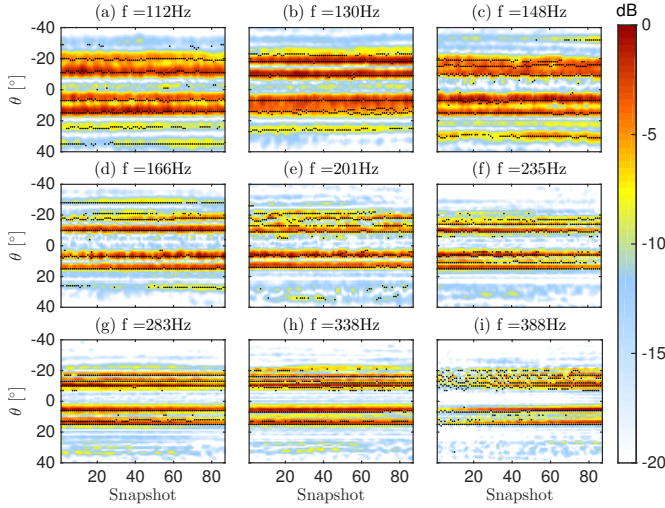 (a) f =112Hz (b) f =130Hz (c) f =148Hz dB
-40 0
-20
θ [°] 0
20
40 -5
(d) f =166Hz (e) f =201Hz (f) f =235Hz
-40
-20
θ [°] 0 -10
20
40
(g) f =283Hz (h) f =338Hz (i) f =388Hz
-40
-15
-20
θ [°] 0
20
40 -20
20 40 60 80 20 40 60 80 20 40 60 80
Snapshot Snapshot Snapshot